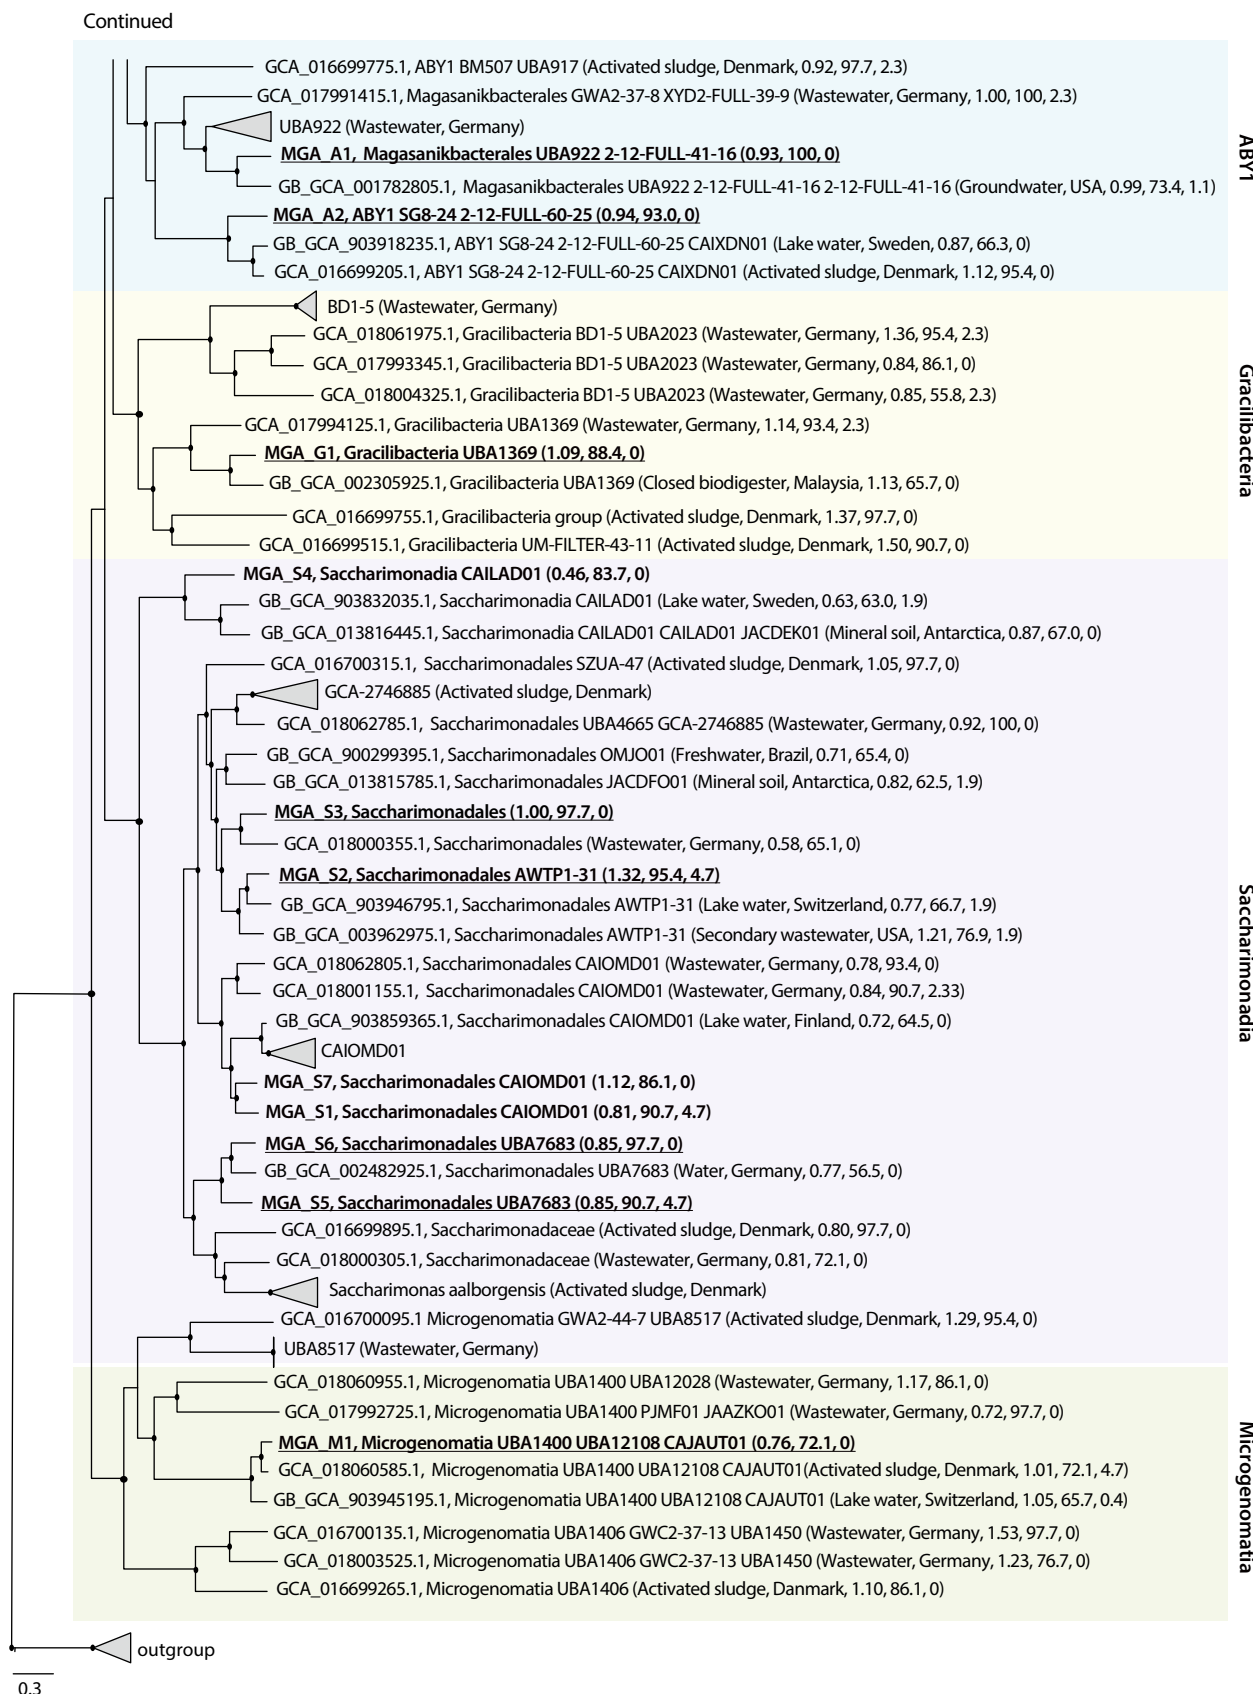 Continued
GCA_016699775.1, ABY1 BM507 UBA917 (Activated sludge, Denmark, 0.92, 97.7, 2.3)
GCA_017991415.1, Magasanikbacterales GWA2-37-8 XYD2-FULL-39-9 (Wastewater, Germany, 1.00, 100, 2.3)
UBA922 (Wastewater, Germany)
MGA_A1, Magasanikbacterales UBA922 2-12-FULL-41-16 (0.93, 100, 0)
GB_GCA_001782805.1, Magasanikbacterales UBA922 2-12-FULL-41-16 2-12-FULL-41-16 (Groundwater, USA, 0.99, 73.4, 1.1)
MGA_A2, ABY1 SG8-24 2-12-FULL-60-25 (0.94, 93.0, 0)
GB_GCA_903918235.1, ABY1 SG8-24 2-12-FULL-60-25 CAIXDN01 (Lake water, Sweden, 0.87, 66.3, 0)
GCA_016699205.1, ABY1 SG8-24 2-12-FULL-60-25 CAIXDN01 (Activated sludge, Denmark, 1.12, 95.4, 0)
ABY1
BD1-5 (Wastewater, Germany)
GCA_018061975.1, Gracilibacteria BD1-5 UBA2023 (Wastewater, Germany, 1.36, 95.4, 2.3)
GCA_017993345.1, Gracilibacteria BD1-5 UBA2023 (Wastewater, Germany, 0.84, 86.1, 0)
GCA_018004325.1, Gracilibacteria BD1-5 UBA2023 (Wastewater, Germany, 0.85, 55.8, 2.3)
GCA_017994125.1, Gracilibacteria UBA1369 (Wastewater, Germany, 1.14, 93.4, 2.3)
MGA_G1, Gracilibacteria UBA1369 (1.09, 88.4, 0)
GB_GCA_002305925.1, Gracilibacteria UBA1369 (Closed biodigester, Malaysia, 1.13, 65.7, 0)
GCA_016699755.1, Gracilibacteria group (Activated sludge, Denmark, 1.37, 97.7, 0)
GCA_016699515.1, Gracilibacteria UM-FILTER-43-11 (Activated sludge, Denmark, 1.50, 90.7, 0)
Gracilibacteria
MGA_S4, Saccharimonadia CAILAD01 (0.46, 83.7, 0)
GB_GCA_903832035.1, Saccharimonadia CAILAD01 (Lake water, Sweden, 0.63, 63.0, 1.9)
GB_GCA_013816445.1, Saccharimonadia CAILAD01 CAILAD01 JACDEK01 (Mineral soil, Antarctica, 0.87, 67.0, 0)
GCA_016700315.1, Saccharimonadales SZUA-47 (Activated sludge, Denmark, 1.05, 97.7, 0)
GCA-2746885 (Activated sludge, Denmark)
GCA_018062785.1, Saccharimonadales UBA4665 GCA-2746885 (Wastewater, Germany, 0.92, 100, 0)
GB_GCA_900299395.1, Saccharimonadales OMJO01 (Freshwater, Brazil, 0.71, 65.4, 0)
GB_GCA_013815785.1, Saccharimonadales JACDFO01 (Mineral soil, Antarctica, 0.82, 62.5, 1.9)
MGA_S3, Saccharimonadales (1.00, 97.7, 0)
GCA_018000355.1, Saccharimonadales (Wastewater, Germany, 0.58, 65.1, 0)
MGA_S2, Saccharimonadales AWTP1-31 (1.32, 95.4, 4.7)
GB_GCA_903946795.1, Saccharimonadales AWTP1-31 (Lake water, Switzerland, 0.77, 66.7, 1.9)
GB_GCA_003962975.1, Saccharimonadales AWTP1-31 (Secondary wastewater, USA, 1.21, 76.9, 1.9)
GCA_018062805.1, Saccharimonadales CAIOMD01 (Wastewater, Germany, 0.78, 93.4, 0)
GCA_018001155.1, Saccharimonadales CAIOMD01 (Wastewater, Germany, 0.84, 90.7, 2.33)
GB_GCA_903859365.1, Saccharimonadales CAIOMD01 (Lake water, Finland, 0.72, 64.5, 0)
CAIOMD01
MGA_S7, Saccharimonadales CAIOMD01 (1.12, 86.1, 0)
MGA_S1, Saccharimonadales CAIOMD01 (0.81, 90.7, 4.7)
MGA_S6, Saccharimonadales UBA7683 (0.85, 97.7, 0)
GB_GCA_002482925.1, Saccharimonadales UBA7683 (Water, Germany, 0.77, 56.5, 0)
MGA_S5, Saccharimonadales UBA7683 (0.85, 90.7, 4.7)
GCA_016699895.1, Saccharimonadaceae (Activated sludge, Denmark, 0.80, 97.7, 0)
GCA_018000305.1, Saccharimonadaceae (Wastewater, Germany, 0.81, 72.1, 0)
Saccharimonas aalborgensis (Activated sludge, Denmark)
GCA_016700095.1 Microgenomatia GWA2-44-7 UBA8517 (Activated sludge, Denmark, 1.29, 95.4, 0)
UBA8517 (Wastewater, Germany)
Saccharimonadia
GCA_018060955.1, Microgenomatia UBA1400 UBA12028 (Wastewater, Germany, 1.17, 86.1, 0)
GCA_017992725.1, Microgenomatia UBA1400 PJMF01 JAAZKO01 (Wastewater, Germany, 0.72, 97.7, 0)
MGA_M1, Microgenomatia UBA1400 UBA12108 CAJAUT01 (0.76, 72.1, 0)
GCA_018060585.1, Microgenomatia UBA1400 UBA12108 CAJAUT01(Activated sludge, Denmark, 1.01, 72.1, 4.7)
GB_GCA_903945195.1, Microgenomatia UBA1400 UBA12108 CAJAUT01 (Lake water, Switzerland, 1.05, 65.7, 0.4)
GCA_016700135.1, Microgenomatia UBA1406 GWC2-37-13 UBA1450 (Wastewater, Germany, 1.53, 97.7, 0)
GCA_018003525.1, Microgenomatia UBA1406 GWC2-37-13 UBA1450 (Wastewater, Germany, 1.23, 76.7, 0)
GCA_016699265.1, Microgenomatia UBA1406 (Activated sludge, Danmark, 1.10, 86.1, 0)
Microgenomatia
outgroup
0.3